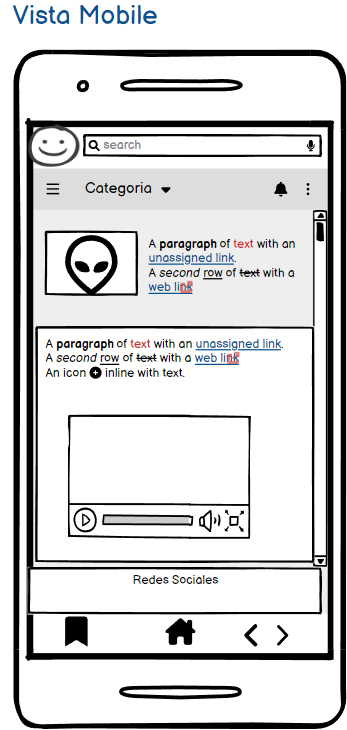 Vista Mobile
search
Categoria
A paragraph of text with an
unassigned link.
A second row of text with a
web link
A paragraph of text with an unassigned link.
A second row of text with a web link
An icon inline with text.
Redes Sociales